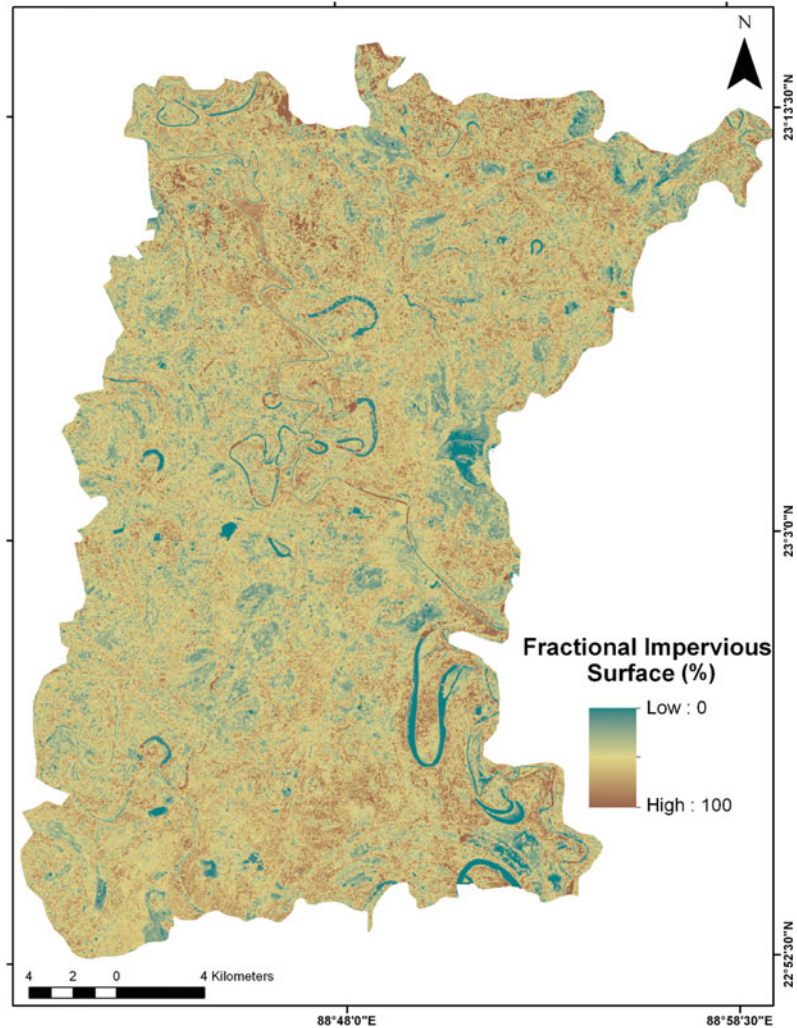 N
23°13'30"N
23°3'0"N
Fractional Impervious
Surface (%)
Low : 0
High : 100
22°52'30"N
4 2 0 4 Kilometers
88°48'0"E 88°58'30"E